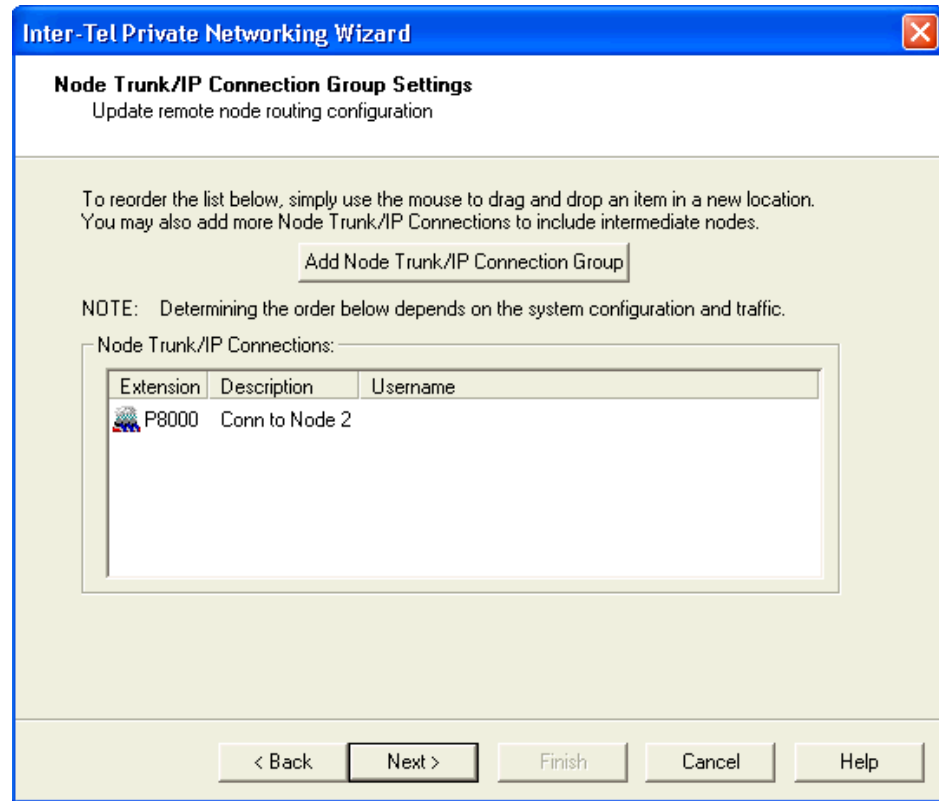 Inter-Tel Private Networking Wizard
Node Trunk/IP Connection Group Settings
Update remote node routing configuration
To reorder the list below, simply use the mouse to drag and drop an item in a new location.
You may also add more Node Trunk/IP Connections to include intermediate nodes.
Add Node Trunk/IP Connection Group
NOTE: Determining the order below depends on the system configuration and traffic.
Node Trunk/IP Connections:
Extension Description Username
P8000 Conn to Node 2
< Back Next > Finish Cancel Help